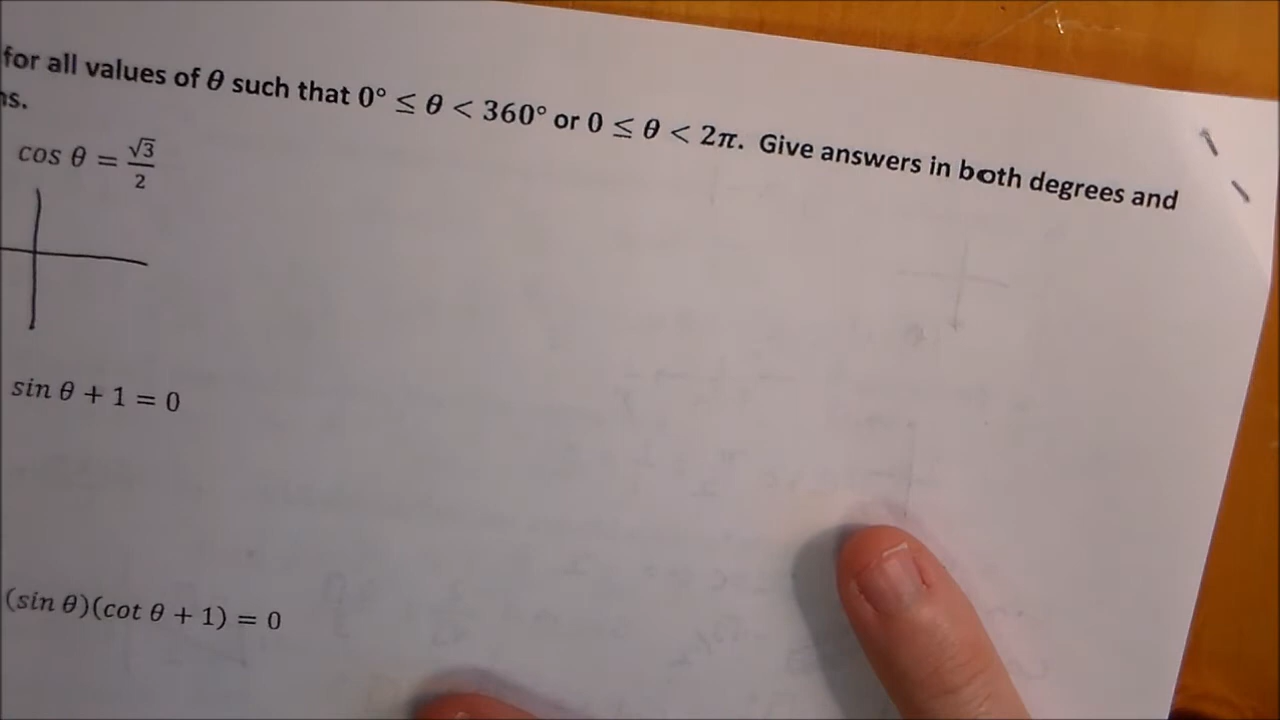 for all values of θ such that 0° ≤ θ < 360° or 0 ≤ θ < 2π. Give answers in both degrees and
cos θ = √3/2
sin θ + 1 = 0
(sin θ)(cot θ + 1) = 0